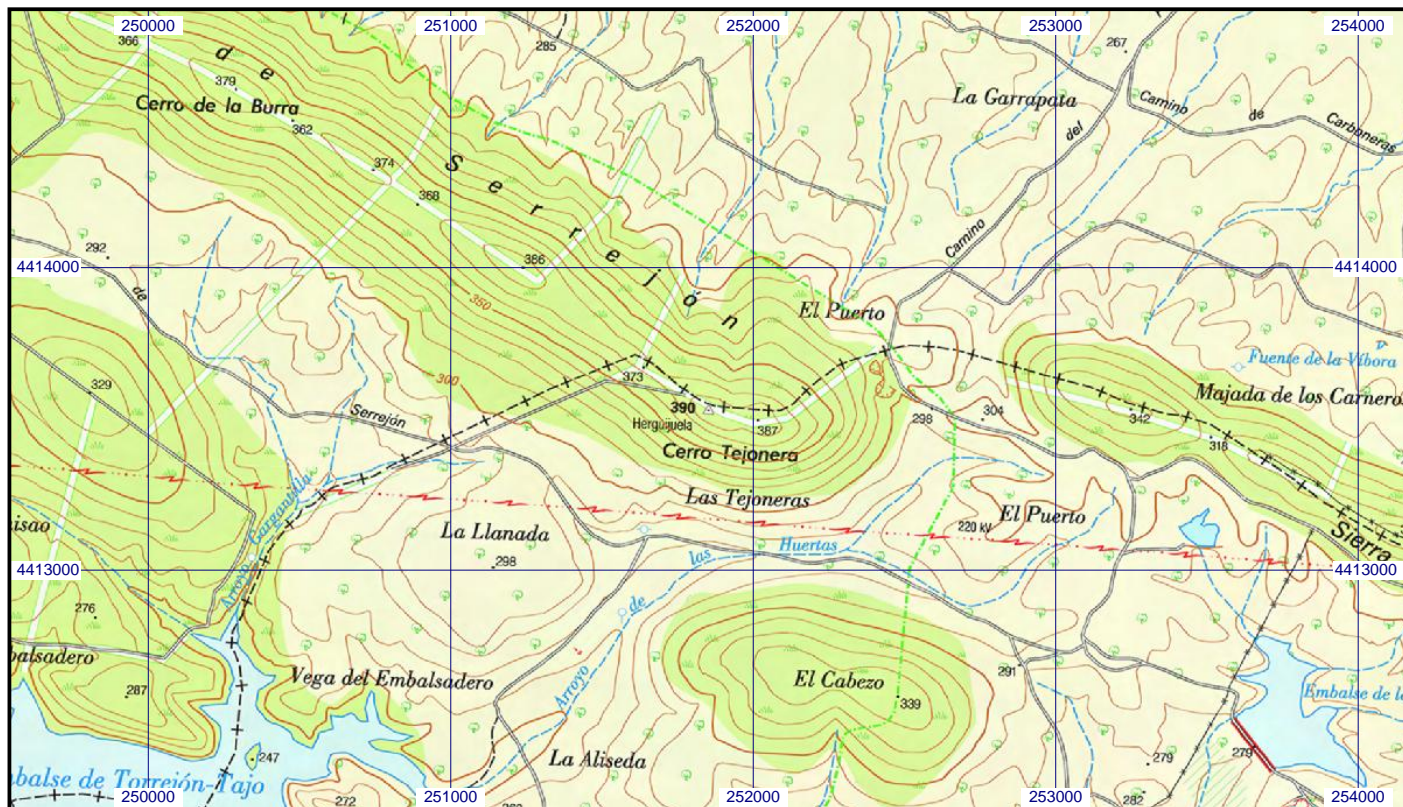 250000 251000 252000 253000 254000
366
379
de
285
267
Cerro de la Burra
362
La Garrapata
Camino de Carboneras
374
368
Serrejón
Camino del
292
386
4414000 4414000
de
350
El Puerto
300
373
329
390
Herguijuela
387
298
304
Fuente de la Víbora
Majada de los Carneros
342
318
Serrejón
Cerro Tejonera
Las Tejoneras
El Puerto
220 kV
Sierra
La Llanada
298
Arroyo de las Huertas
Arroyo Gargantilla
4413000 4413000
276
287
Vega del Embalsadero
El Cabezo
339
291
Embalse de
247
La Aliseda
279
279
Embalse de Torrejón-Tajo
272
282
250000 251000 252000 253000 254000